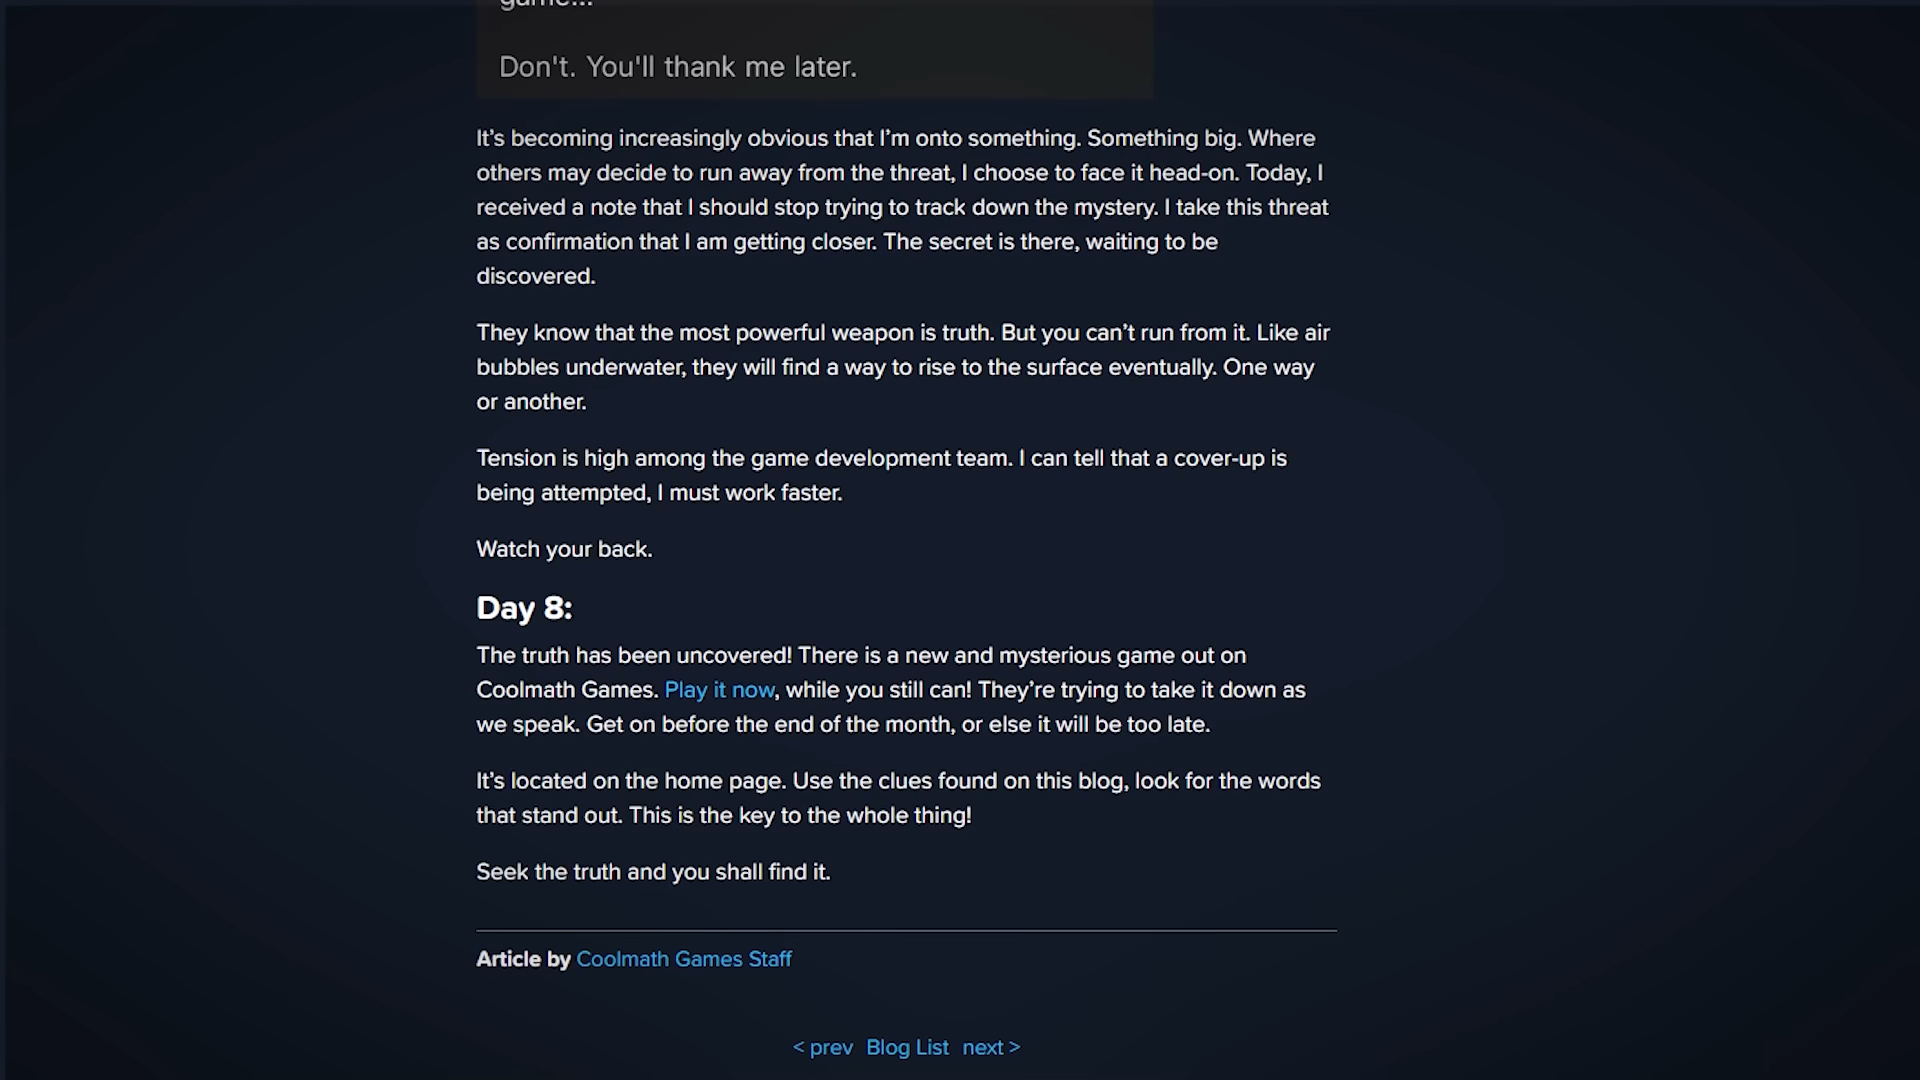 game...
Don't. You'll thank me later.
It’s becoming increasingly obvious that I’m onto something. Something big. Where
others may decide to run away from the threat, I choose to face it head-on. Today, I
received a note that I should stop trying to track down the mystery. I take this threat
as confirmation that I am getting closer. The secret is there, waiting to be
discovered.
They know that the most powerful weapon is truth. But you can’t run from it. Like air
bubbles underwater, they will find a way to rise to the surface eventually. One way
or another.
Tension is high among the game development team. I can tell that a cover-up is
being attempted, I must work faster.
Watch your back.
Day 8:
The truth has been uncovered! There is a new and mysterious game out on
Coolmath Games. Play it now, while you still can! They’re trying to take it down as
we speak. Get on before the end of the month, or else it will be too late.
It’s located on the home page. Use the clues found on this blog, look for the words
that stand out. This is the key to the whole thing!
Seek the truth and you shall find it.
Article by Coolmath Games Staff
< prev Blog List next >